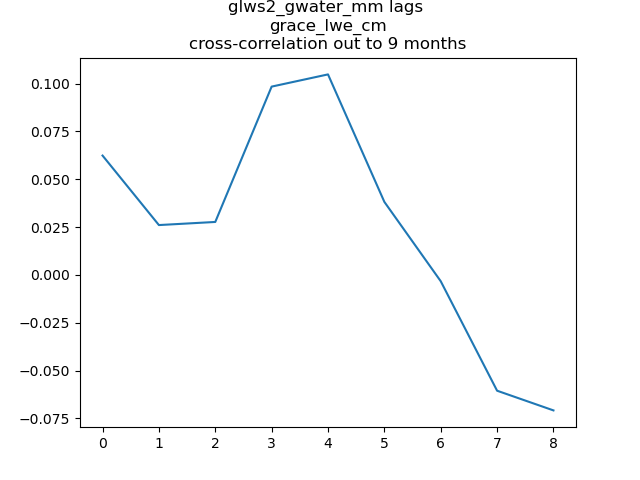 glws2_gwater_mm lags
grace_lwe_cm
cross-correlation out to 9 months
0.100
0.075
0.050
0.025
0.000
−0.025
−0.050
−0.075
0 1 2 3 4 5 6 7 8